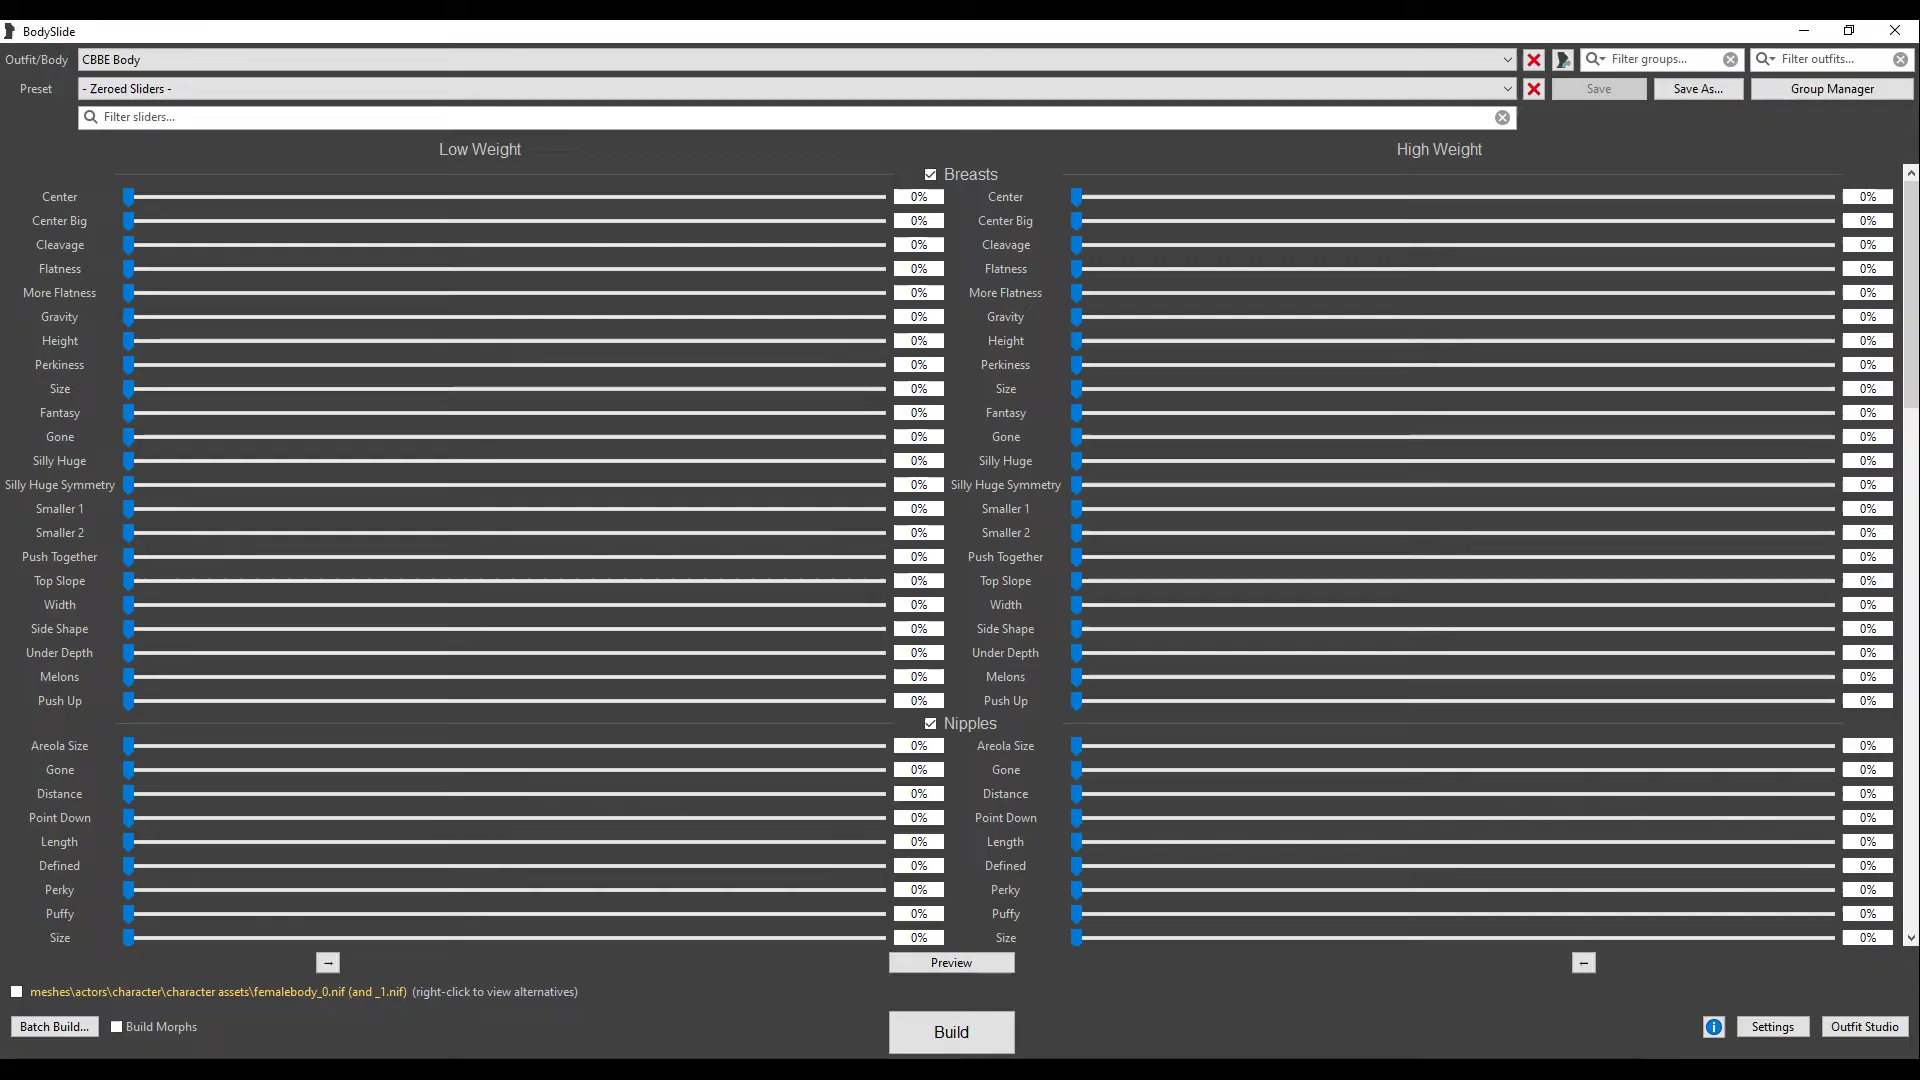 BodySlide
Outfit/Body CBBE Body Filter groups... Filter outfits...
Preset - Zeroed Sliders - Save Save As... Group Manager
Filter sliders...
Low Weight High Weight
Breasts
Center 0% Center 0%
Center Big 0% Center Big 0%
Cleavage 0% Cleavage 0%
Flatness 0% Flatness 0%
More Flatness 0% More Flatness 0%
Gravity 0% Gravity 0%
Height 0% Height 0%
Perkiness 0% Perkiness 0%
Size 0% Size 0%
Fantasy 0% Fantasy 0%
Gone 0% Gone 0%
Silly Huge 0% Silly Huge 0%
Silly Huge Symmetry 0% Silly Huge Symmetry 0%
Smaller 1 0% Smaller 1 0%
Smaller 2 0% Smaller 2 0%
Push Together 0% Push Together 0%
Top Slope 0% Top Slope 0%
Width 0% Width 0%
Side Shape 0% Side Shape 0%
Under Depth 0% Under Depth 0%
Melons 0% Melons 0%
Push Up 0% Push Up 0%
Nipples
Areola Size 0% Areola Size 0%
Gone 0% Gone 0%
Distance 0% Distance 0%
Point Down 0% Point Down 0%
Length 0% Length 0%
Defined 0% Defined 0%
Perky 0% Perky 0%
Puffy 0% Puffy 0%
Size 0% Size 0%
→ Preview ←
meshes\actors\character\character assets\femalebody_0.nif (and _1.nif) (right-click to view alternatives)
Batch Build... Build Morphs Build Settings Outfit Studio